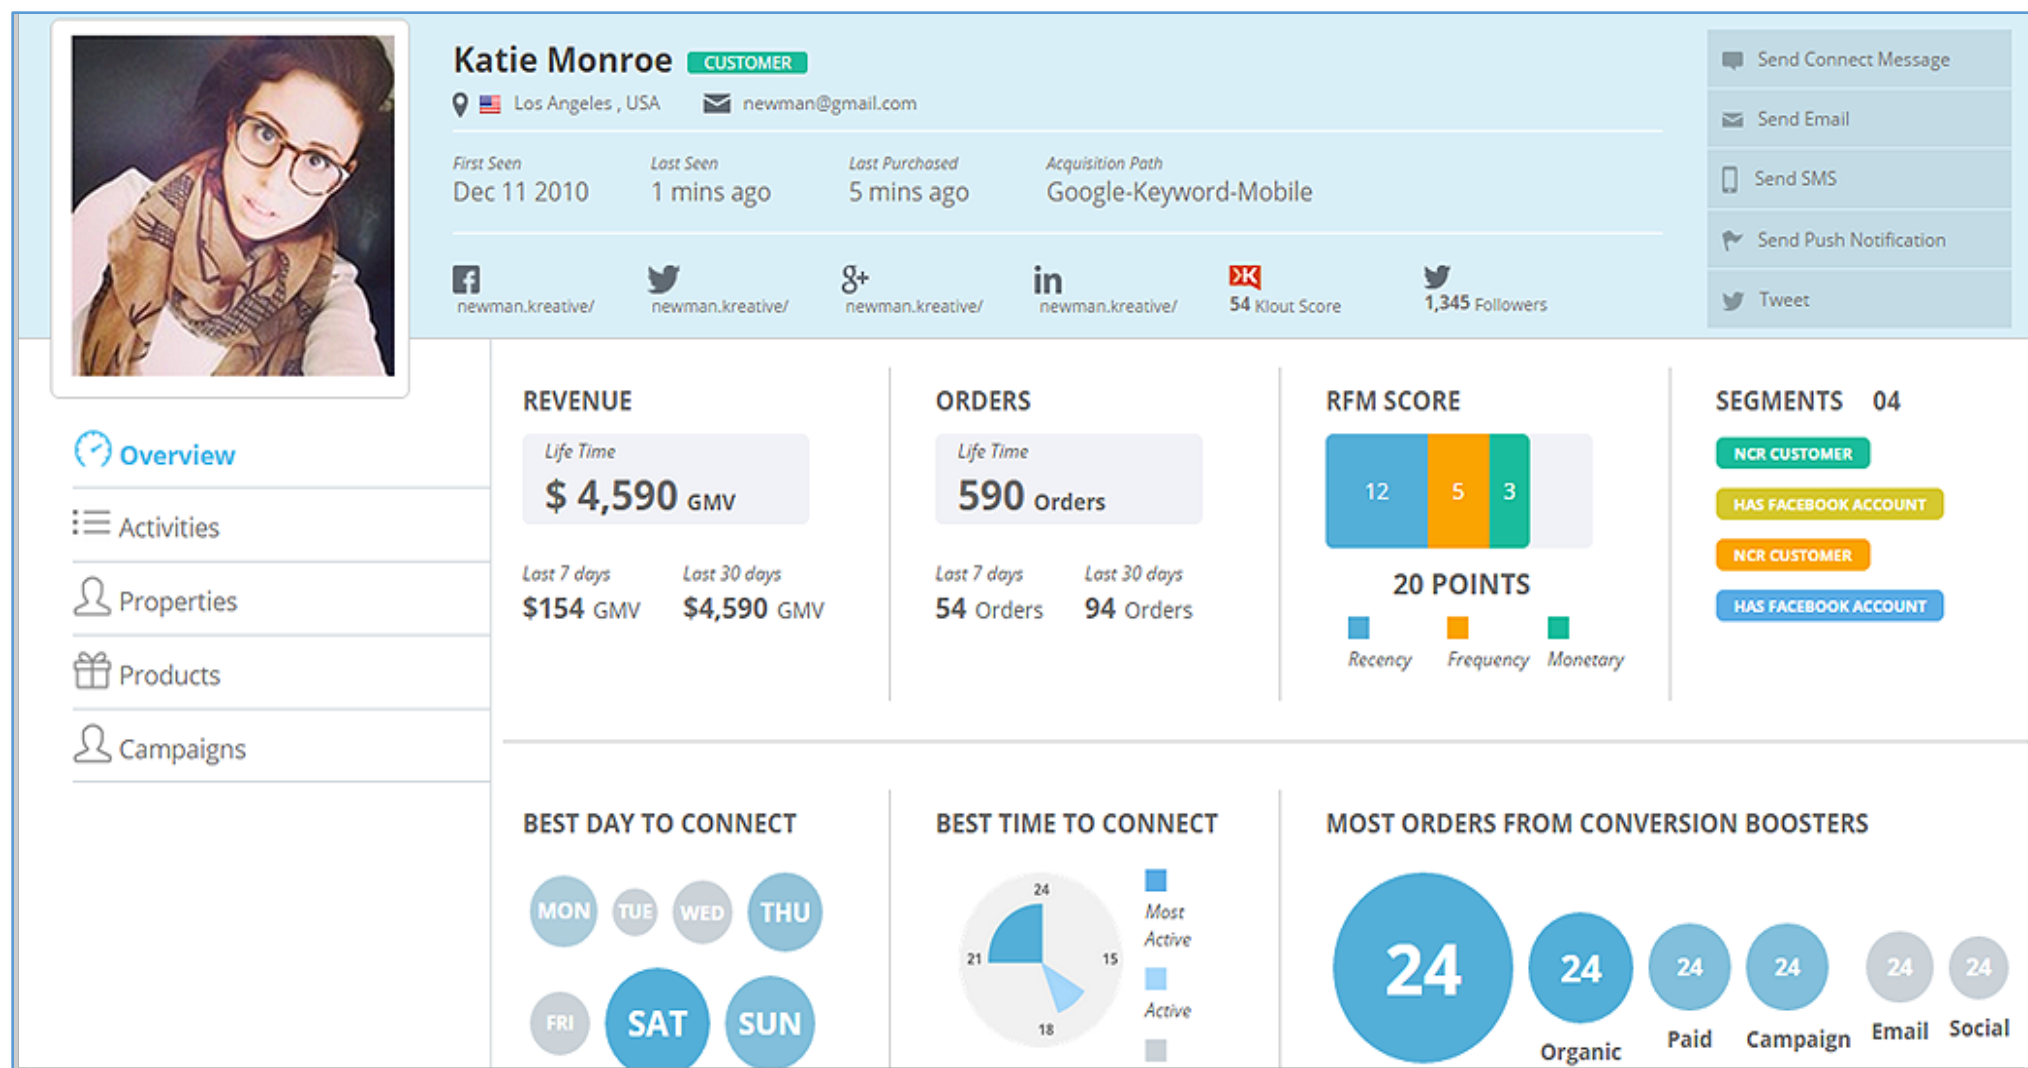 Katie Monroe CUSTOMER
Los Angeles , USA newman@gmail.com
First Seen Last Seen Last Purchased Acquisition Path
Dec 11 2010 1 mins ago 5 mins ago Google-Keyword-Mobile
newman.kreative/ newman.kreative/ newman.kreative/ newman.kreative/ 54 Klout Score 1,345 Followers
Send Connect Message
Send Email
Send SMS
Send Push Notification
Tweet
Overview
Activities
Properties
Products
Campaigns
REVENUE
Life Time
$ 4,590 GMV
Last 7 days Last 30 days
$154 GMV $4,590 GMV
ORDERS
Life Time
590 Orders
Last 7 days Last 30 days
54 Orders 94 Orders
RFM SCORE
12 5 3
20 POINTS
Recency Frequency Monetary
SEGMENTS 04
NCR CUSTOMER
HAS FACEBOOK ACCOUNT
NCR CUSTOMER
HAS FACEBOOK ACCOUNT
BEST DAY TO CONNECT
MON TUE WED THU
FRI SAT SUN
BEST TIME TO CONNECT
24
21 15
18
Most
Active
Active
MOST ORDERS FROM CONVERSION BOOSTERS
24 24 24 24 24 24
Organic Paid Campaign Email Social